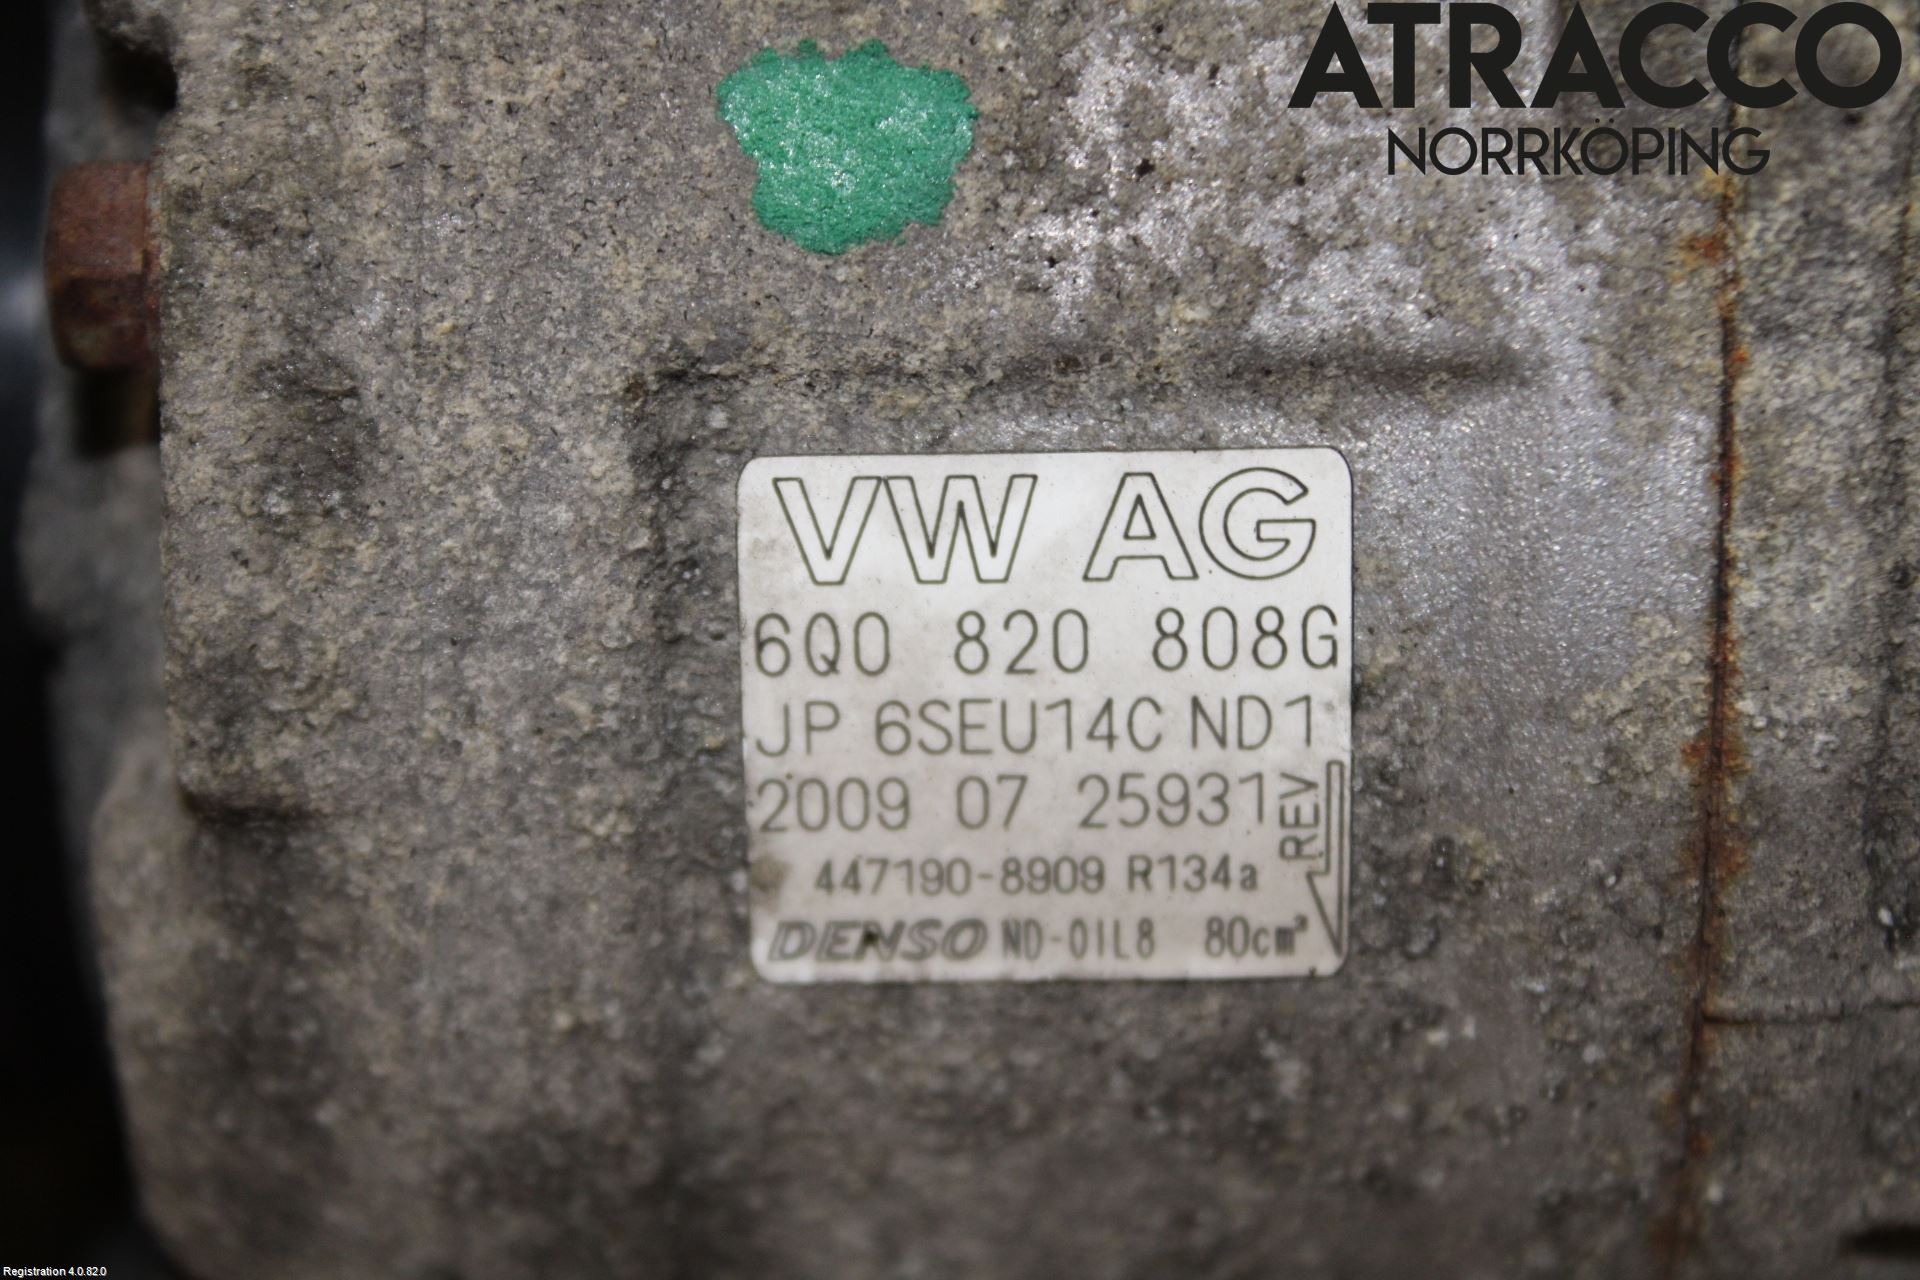 ATRACCO
NORRKÖPING
VW AG
6Q0 820 808G
JP 6SEU14C ND1
2009 07 25931
REV
447190-8909 R134a
DENSO ND-OIL8 80cm³
Registration 4.0.82.0